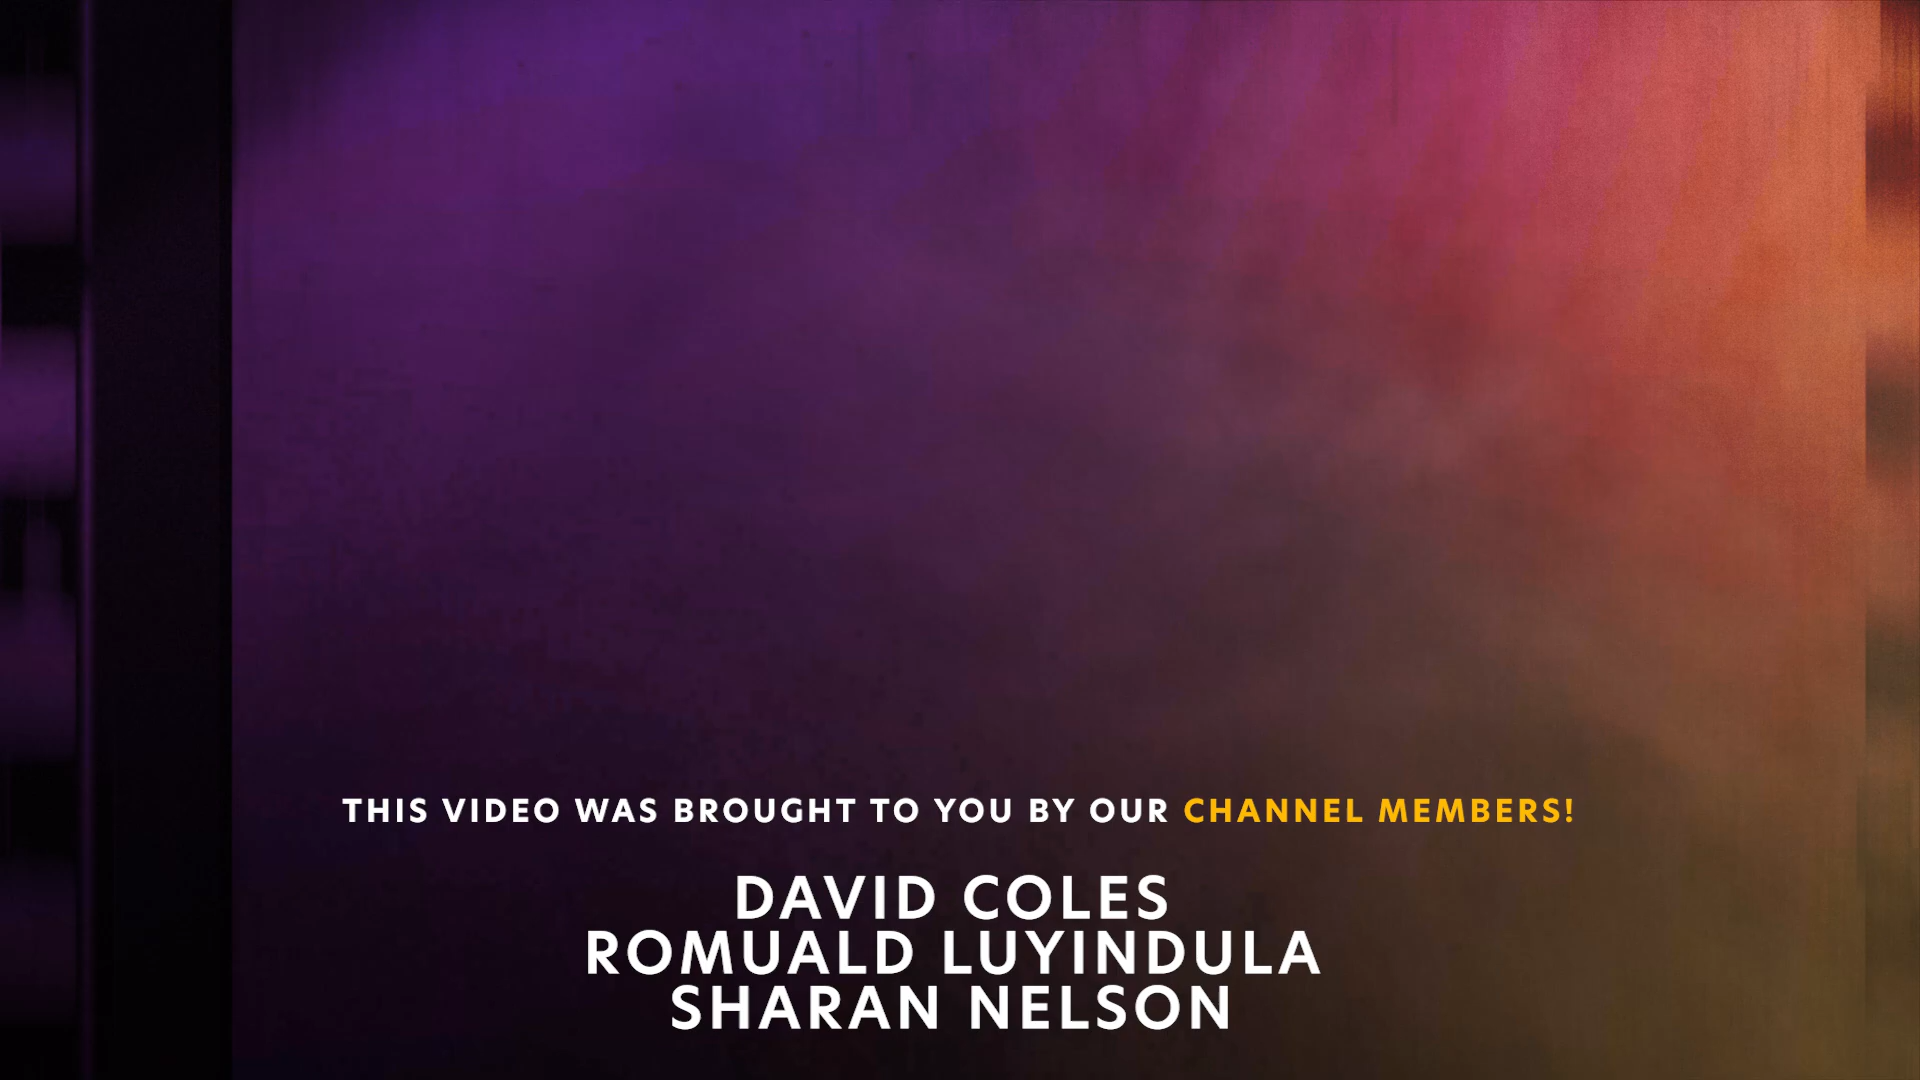 THIS VIDEO WAS BROUGHT TO YOU BY OUR CHANNEL MEMBERS!
DAVID COLES
ROMUALD LUYINDULA
SHARAN NELSON